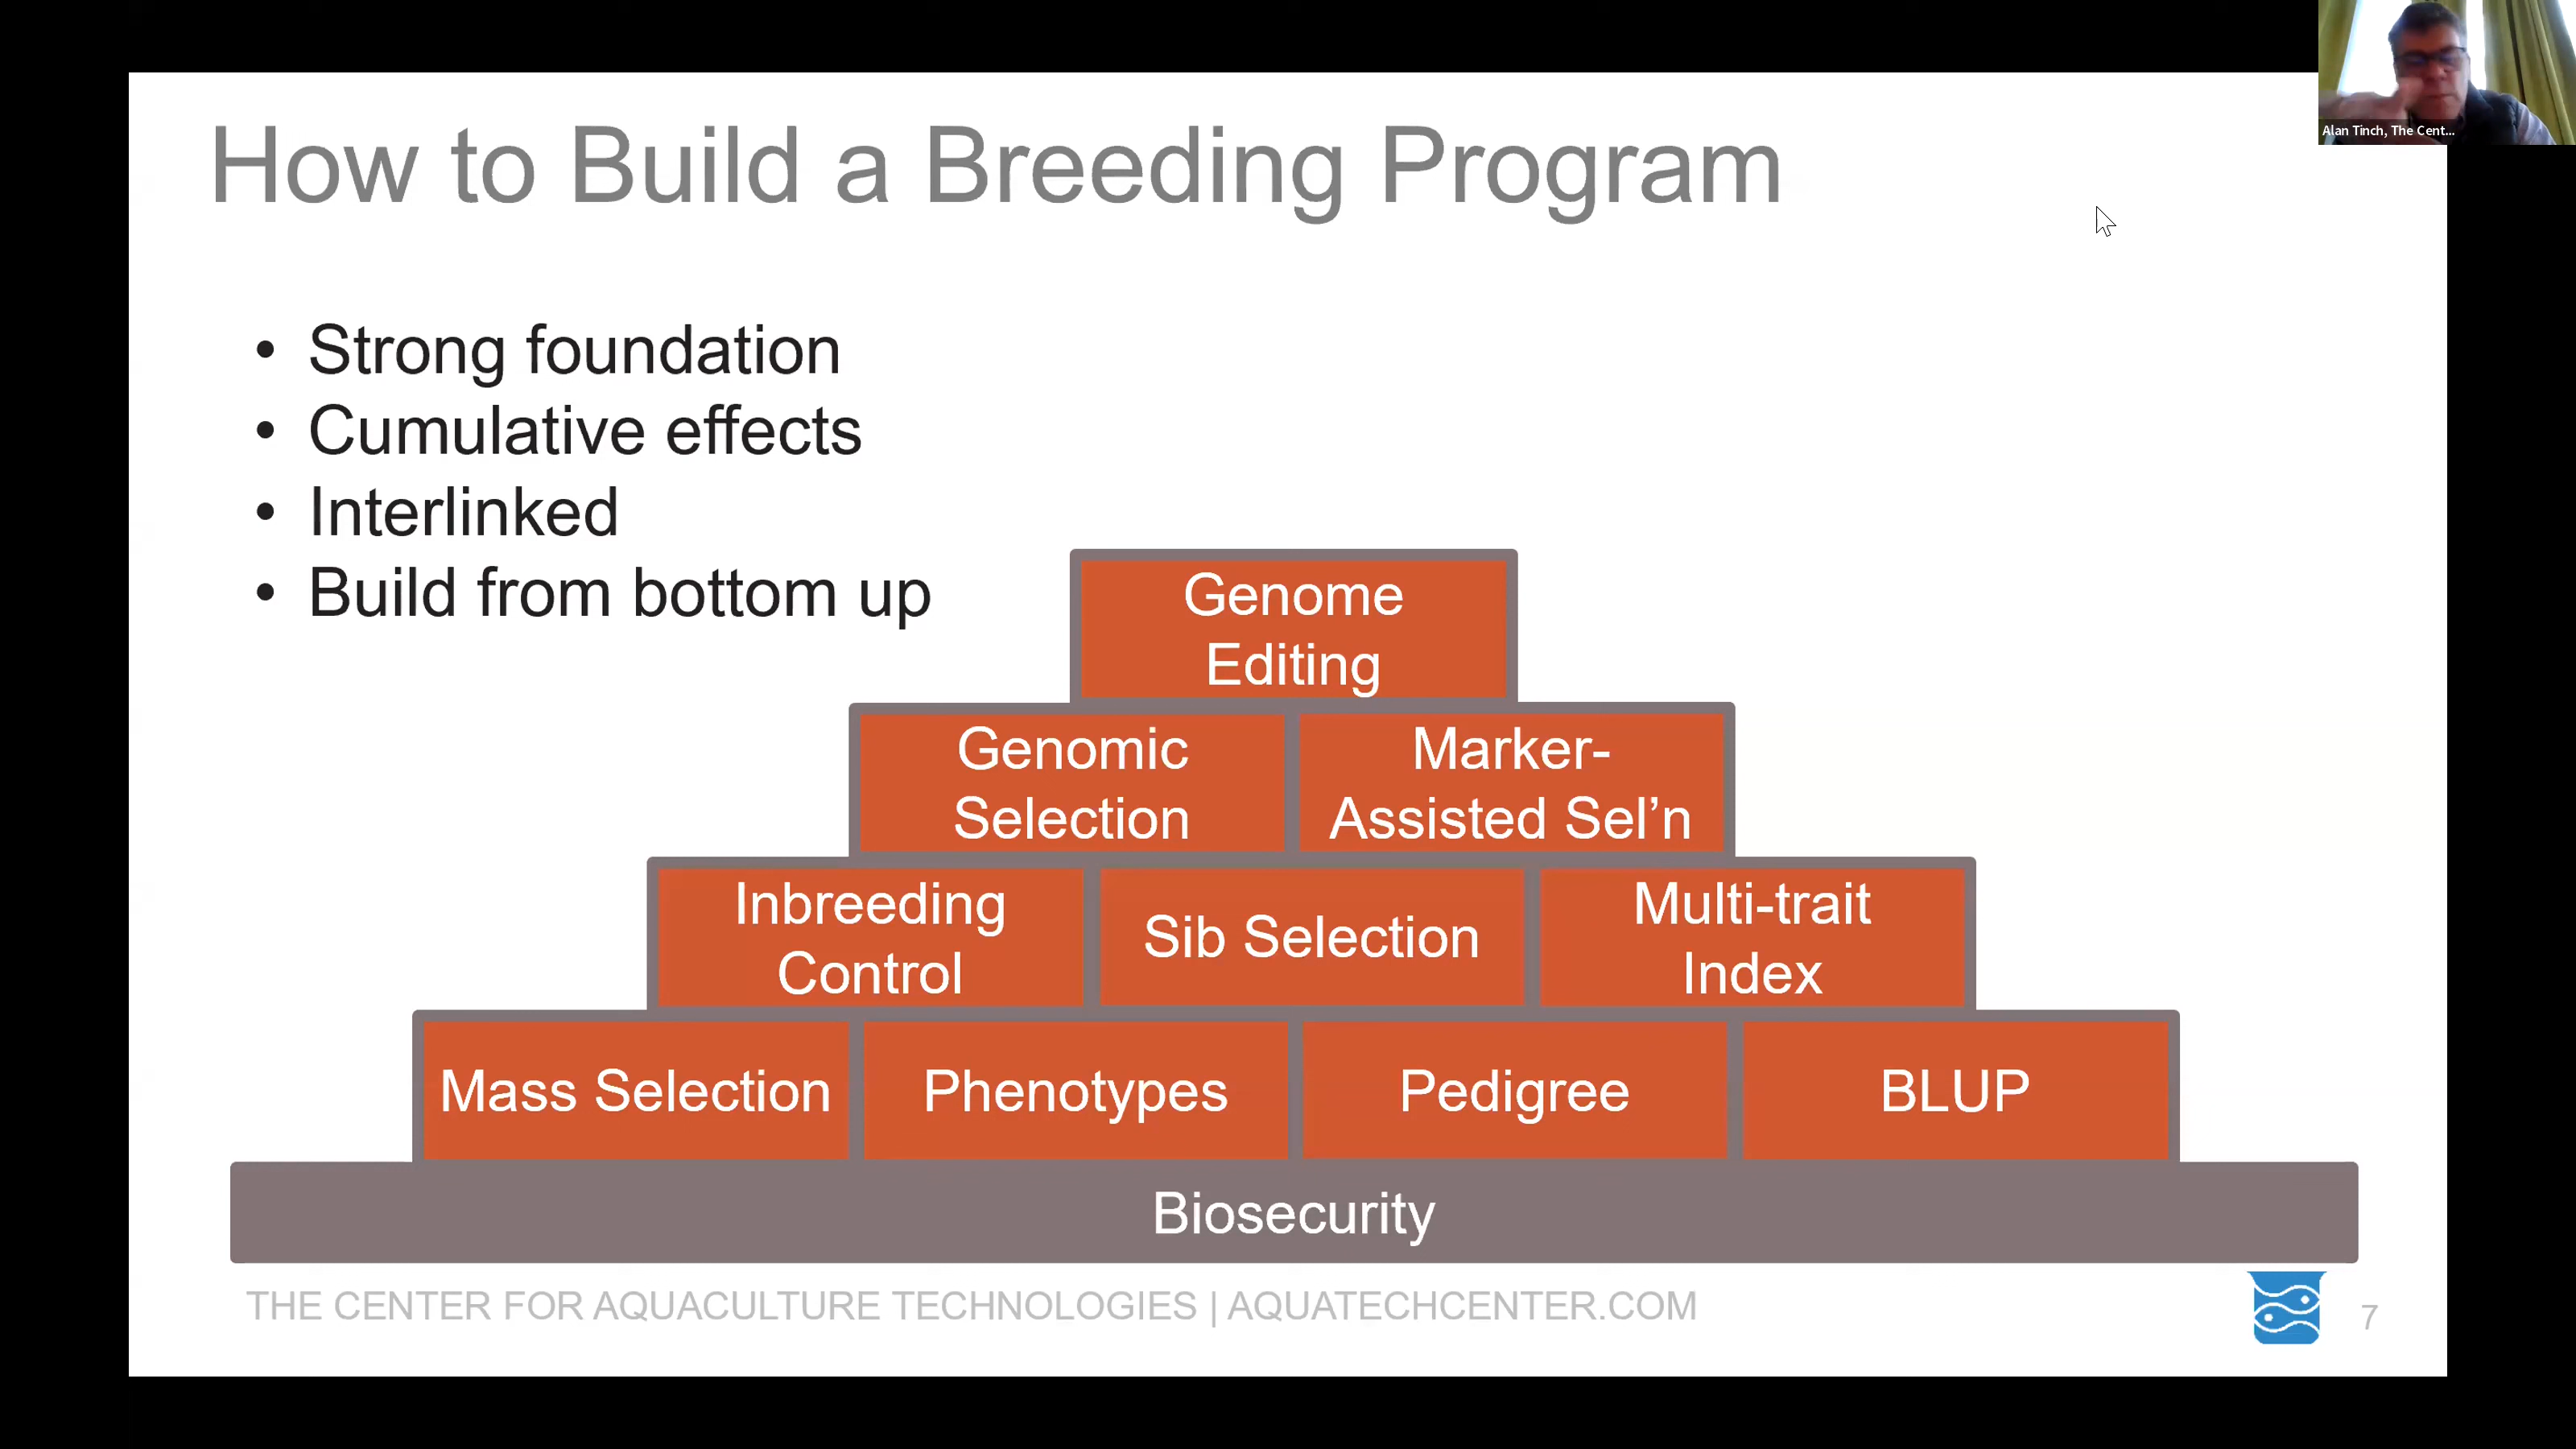 How to Build a Breeding Program
Alan Tinch, The Cent...
• Strong foundation
• Cumulative effects
• Interlinked
• Build from bottom up
Genome
Editing
Genomic
Selection
Marker-
Assisted Sel’n
Inbreeding
Control
Sib Selection
Multi-trait
Index
Mass Selection
Phenotypes
Pedigree
BLUP
Biosecurity
THE CENTER FOR AQUACULTURE TECHNOLOGIES | AQUATECHCENTER.COM
7